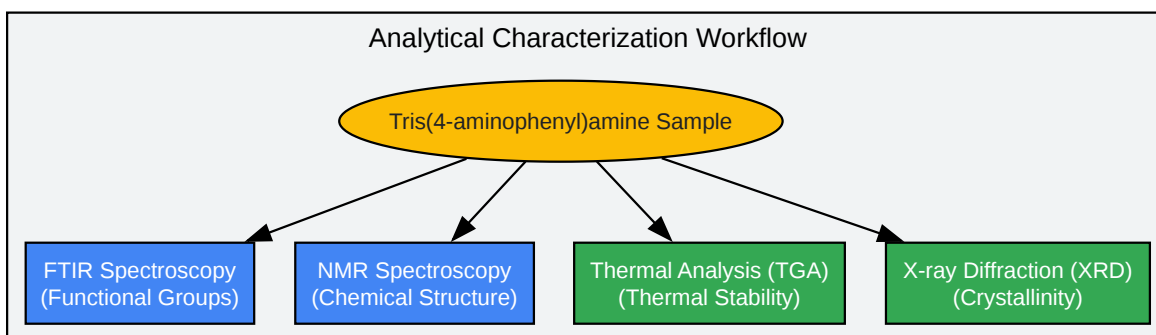 Analytical Characterization Workflow
Tris(4-aminophenyl)amine Sample
FTIR Spectroscopy
(Functional Groups)
NMR Spectroscopy
(Chemical Structure)
Thermal Analysis (TGA)
(Thermal Stability)
X-ray Diffraction (XRD)
(Crystallinity)